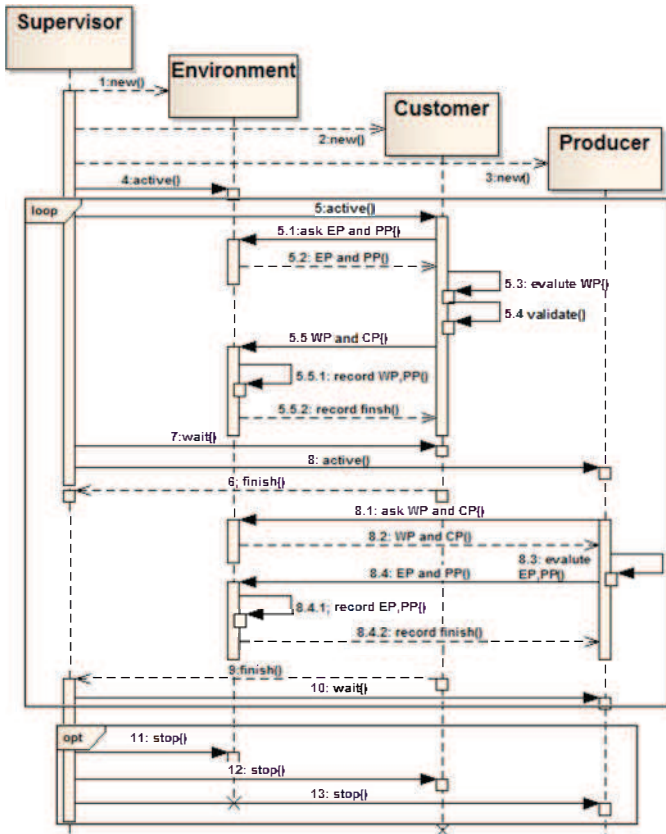 Supervisor
Environment
1:new()
Customer
2:new()
Producer
3:new()
4:active()
loop
5:active()
5.1:ask EP and PP()
5.2: EP and PP()
5.3: evalute WP()
5.4 validate()
5.5 WP and CP()
5.5.1: record WP,PP()
5.5.2: record finsh()
7:wait()
8: active()
6: finish()
8.1: ask WP and CP()
8.2: WP and CP()
8.3: evalute
EP,PP()
8.4: EP and PP()
8.4.1; record EP,PP()
8.4.2: record finish()
9:finish()
10: wait()
opt
11: stop()
12: stop()
13: stop()